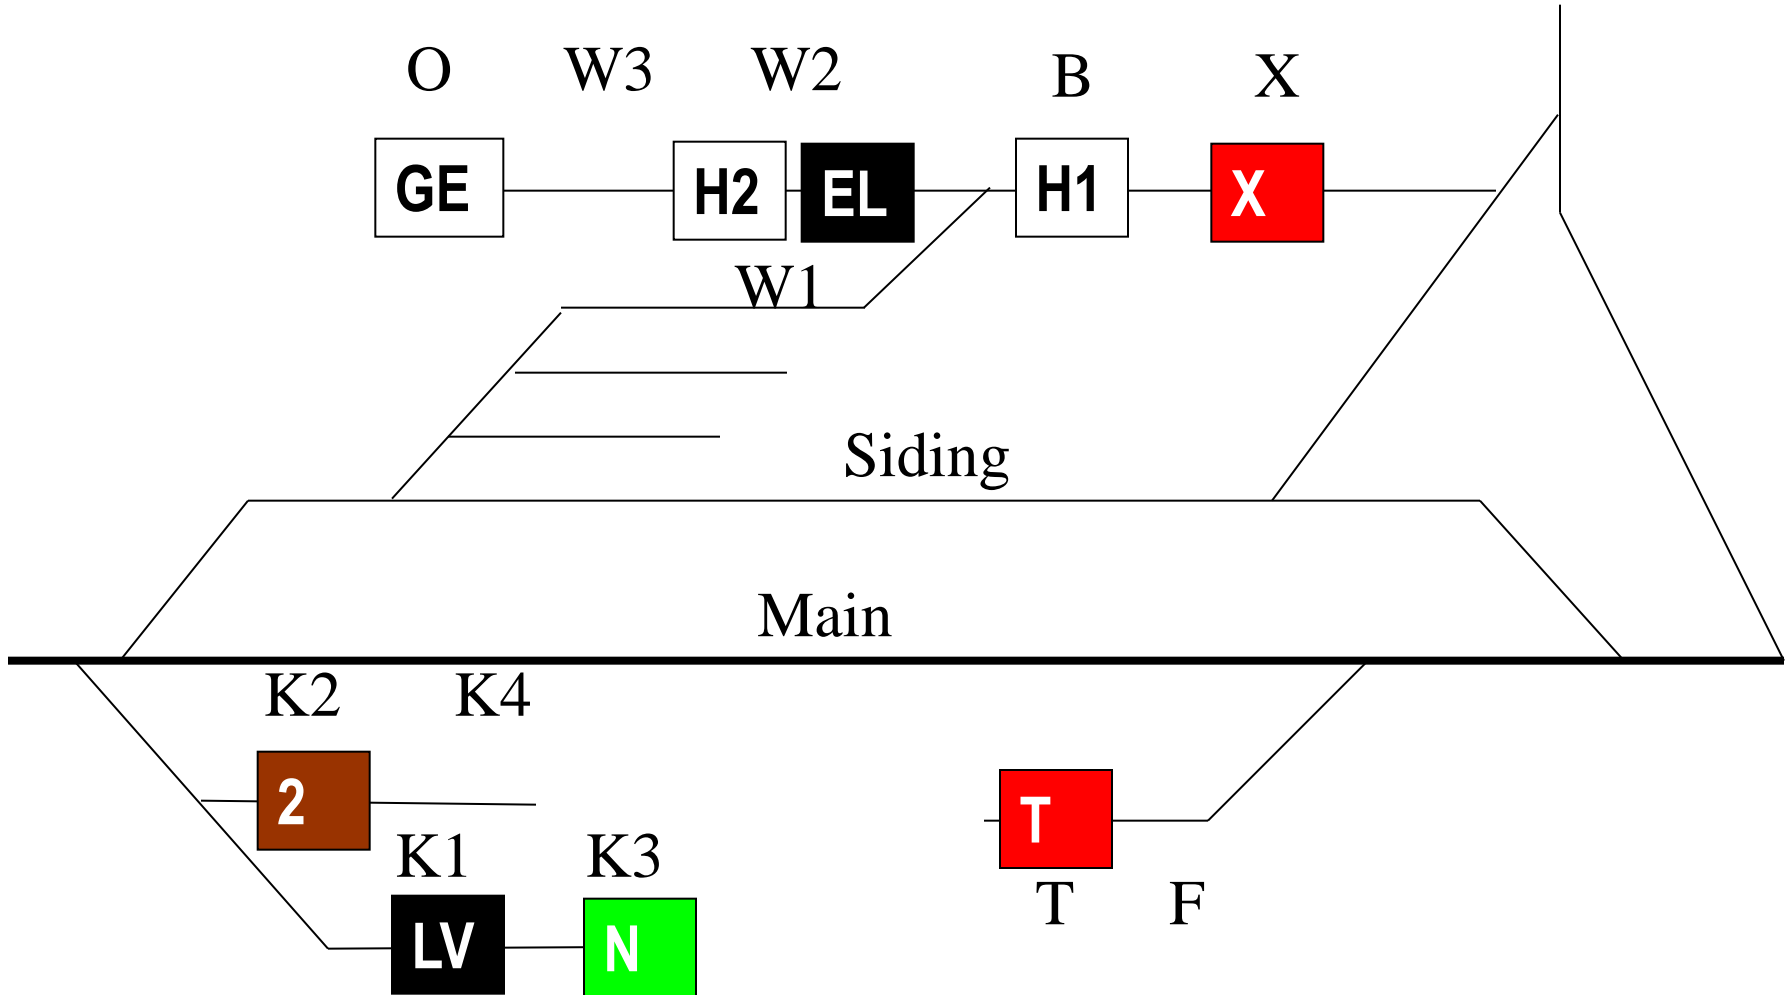 O W3 W2 B X
GE H2 EL H1 X
W1
Siding
Main
K2 K4
2 T
K1 K3
T F
LV N